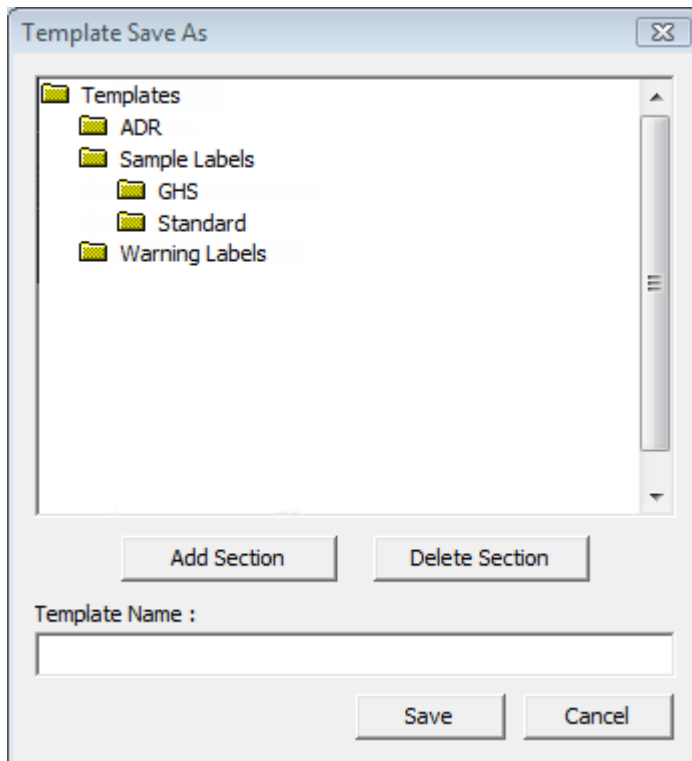 Template Save As
Templates
ADR
Sample Labels
GHS
Standard
Warning Labels
Add Section Delete Section
Template Name :
Save Cancel